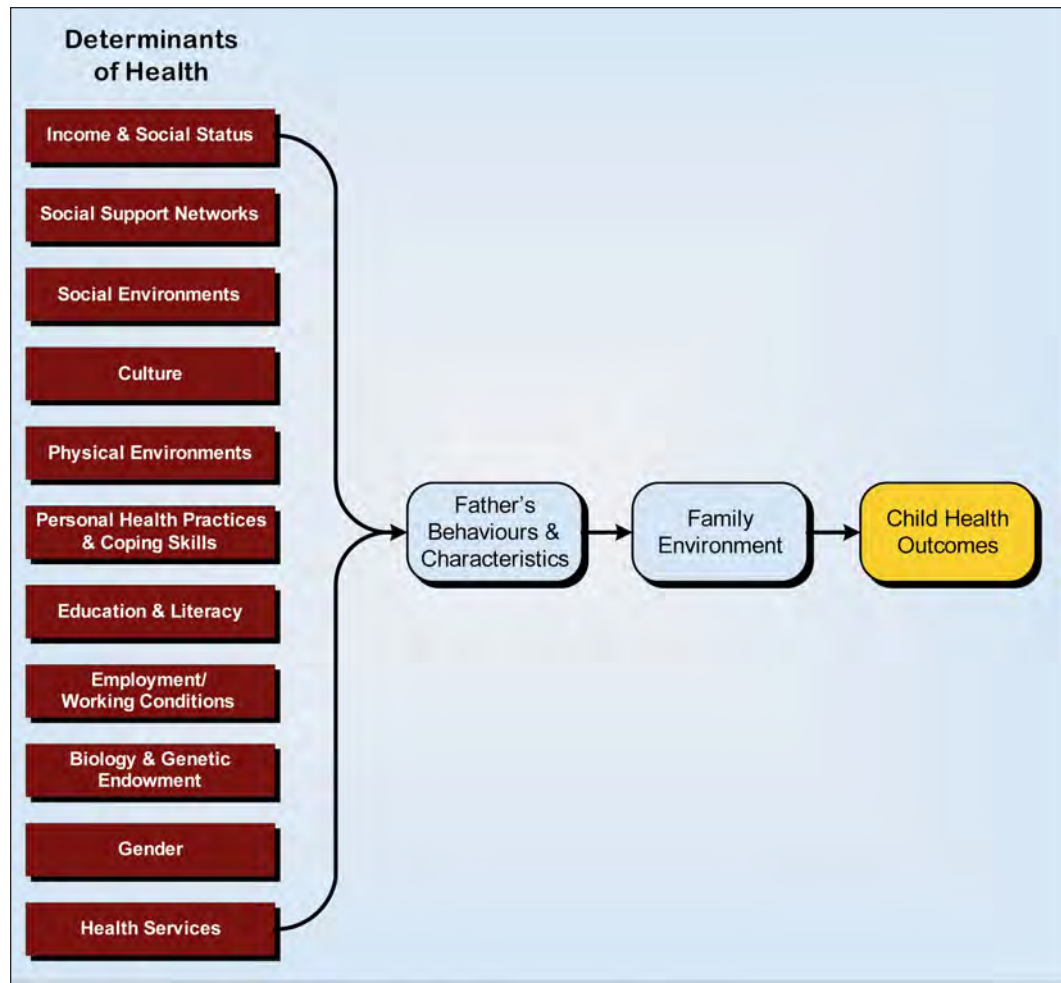 Determinants
of Health
Income & Social Status
Social Support Networks
Social Environments
Culture
Physical Environments
Personal Health Practices
& Coping Skills
Education & Literacy
Employment/
Working Conditions
Biology & Genetic
Endowment
Gender
Health Services
Father's
Behaviours &
Characteristics
Family
Environment
Child Health
Outcomes